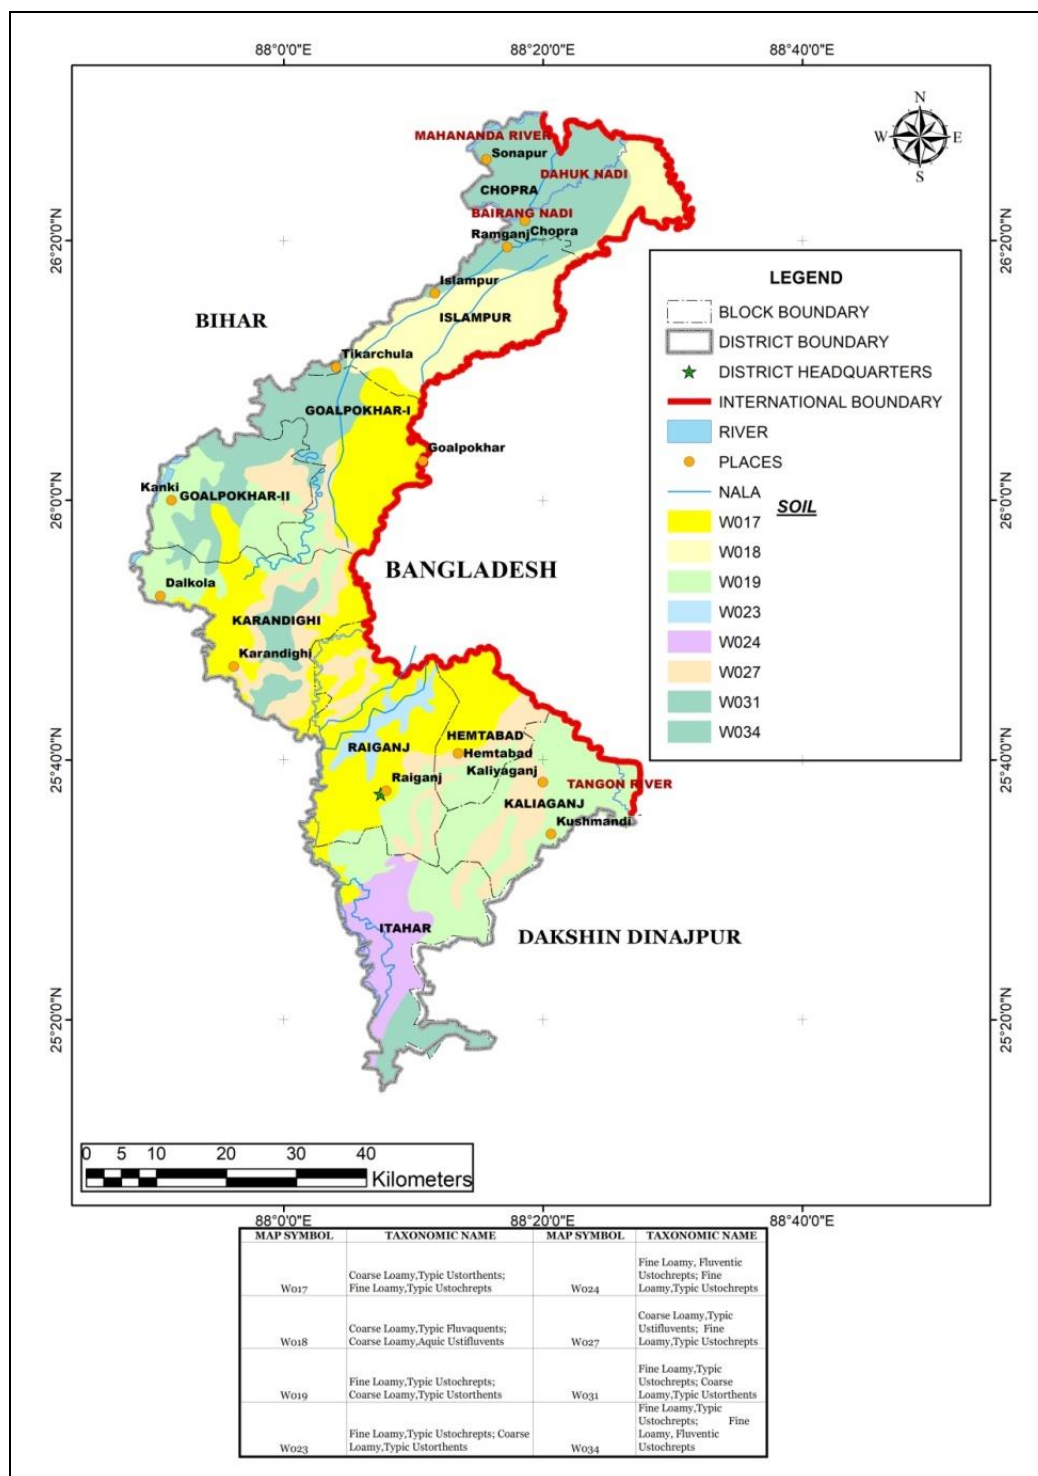 88°0'0"E 88°20'0"E 88°40'0"E
N
W E
S
MAHANANDA RIVER
Sonapur
DAHUK NADI
CHOPRA
BAIRANG NADI
Ramganj Chopra
26°20'0"N 26°20'0"N
Islampur
ISLAMPUR
BIHAR
Tikarchula
GOALPOKHAR-I
Goalpokhar
Kanki
GOALPOKHAR-II
26°0'0"N 26°0'0"N
BANGLADESH
Dalkola
KARANDIGHI
Karandighi
HEMTABAD
RAIGANJ
Hemtabad
25°40'0"N 25°40'0"N
Kaliyaganj
Raiganj
TANGON RIVER
KALIAGANJ
Kushmandi
ITAHAR
DAKSHIN DINAJPUR
25°20'0"N 25°20'0"N
LEGEND
BLOCK BOUNDARY
DISTRICT BOUNDARY
DISTRICT HEADQUARTERS
INTERNATIONAL BOUNDARY
RIVER
PLACES
NALA
SOIL
W017
W018
W019
W023
W024
W027
W031
W034
0 5 10 20 30 40
Kilometers
88°0'0"E 88°20'0"E 88°40'0"E
MAP SYMBOL TAXONOMIC NAME MAP SYMBOL TAXONOMIC NAME
W017 Coarse Loamy,Typic Ustorthents;
Fine Loamy,Typic Ustochrepts
W024 Fine Loamy, Fluventic
Ustochrepts; Fine
Loamy,Typic Ustochrepts
W018 Coarse Loamy,Typic Fluvaquents;
Coarse Loamy,Aquic Ustifluvents
W027 Coarse Loamy,Typic
Ustifluvents; Fine
Loamy,Typic Ustochrepts
W019 Fine Loamy,Typic Ustochrepts;
Coarse Loamy,Typic Ustorthents
W031 Fine Loamy,Typic
Ustochrepts; Coarse
Loamy,Typic Ustorthents
W023 Fine Loamy,Typic Ustochrepts; Coarse
Loamy,Typic Ustorthents
W034 Fine Loamy,Typic
Ustochrepts; Fine
Loamy, Fluventic
Ustochrepts